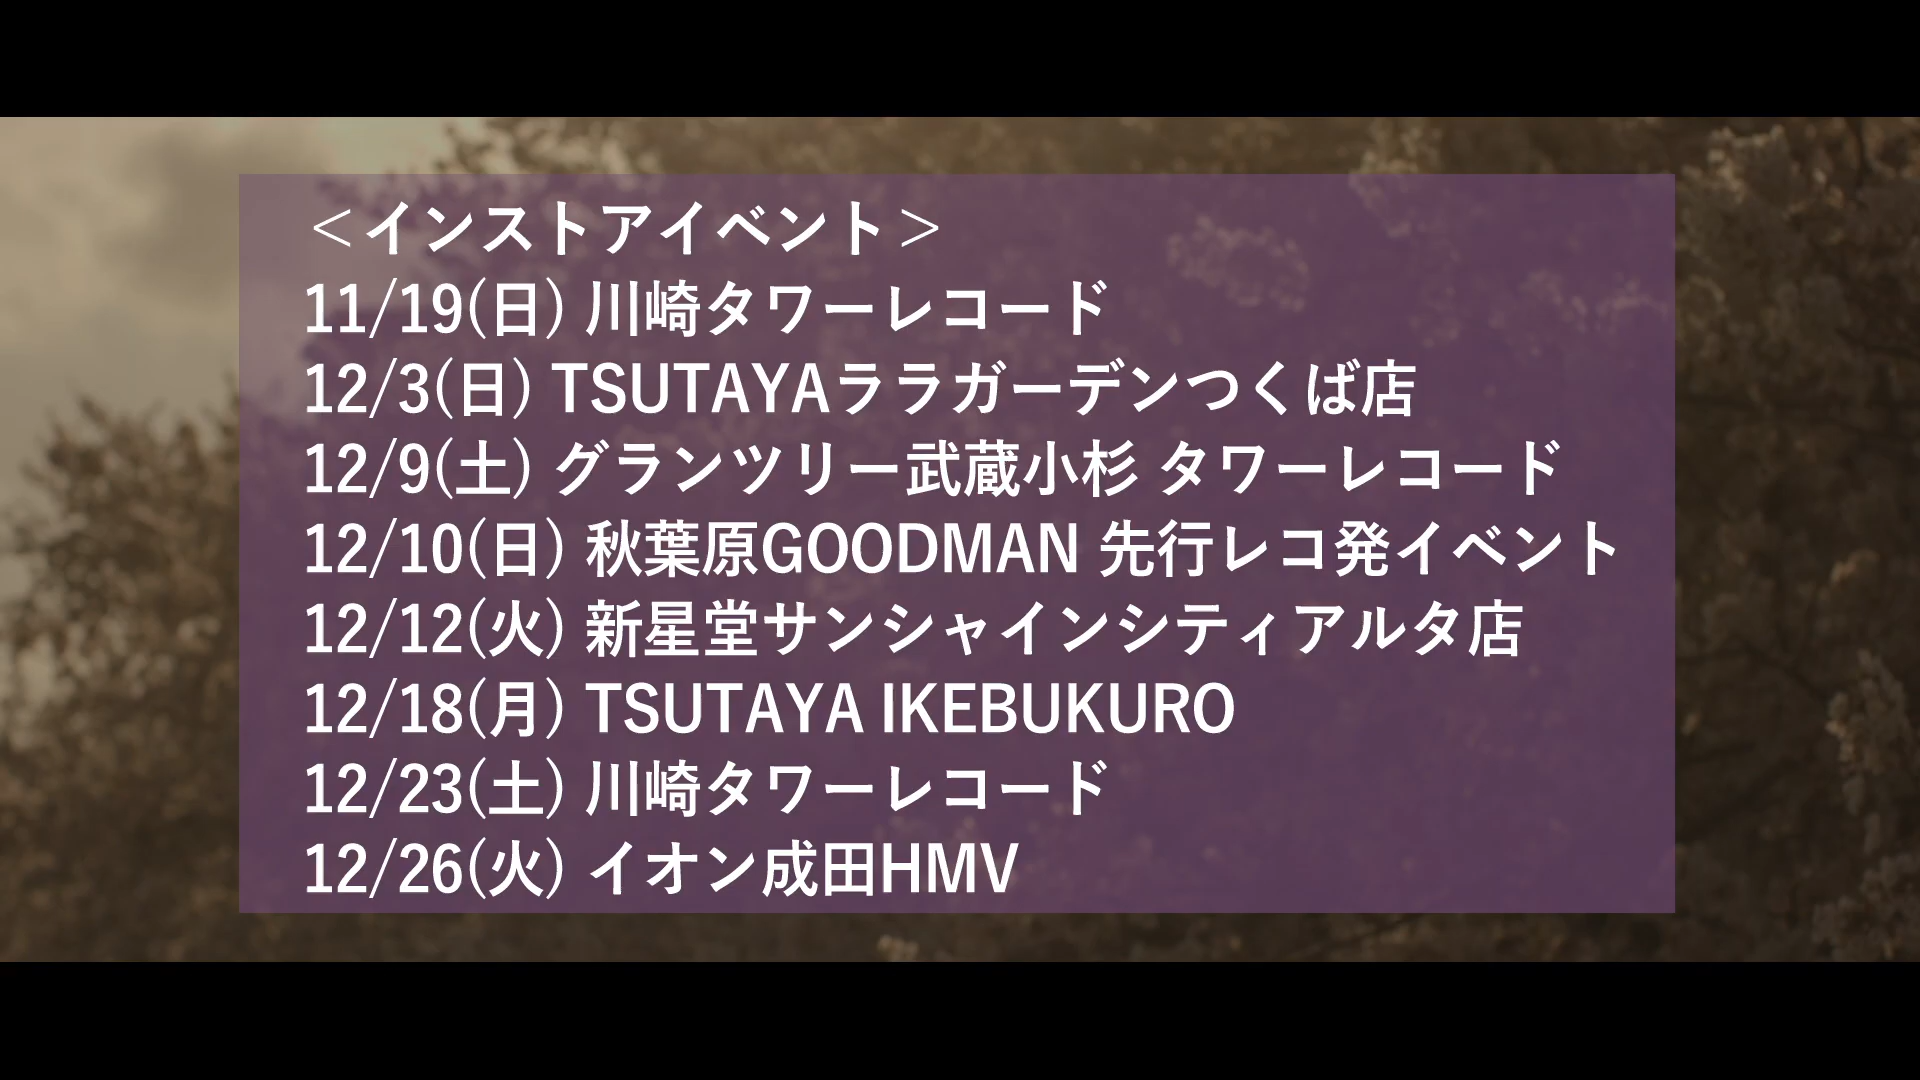 ＜インストアイベント＞
11/19(日) 川崎タワーレコード
12/3(日) TSUTAYAララガーデンつくば店
12/9(土) グランツリー武蔵小杉 タワーレコード
12/10(日) 秋葉原GOODMAN 先行レコ発イベント
12/12(火) 新星堂サンシャインシティアルタ店
12/18(月) TSUTAYA IKEBUKURO
12/23(土) 川崎タワーレコード
12/26(火) イオン成田HMV